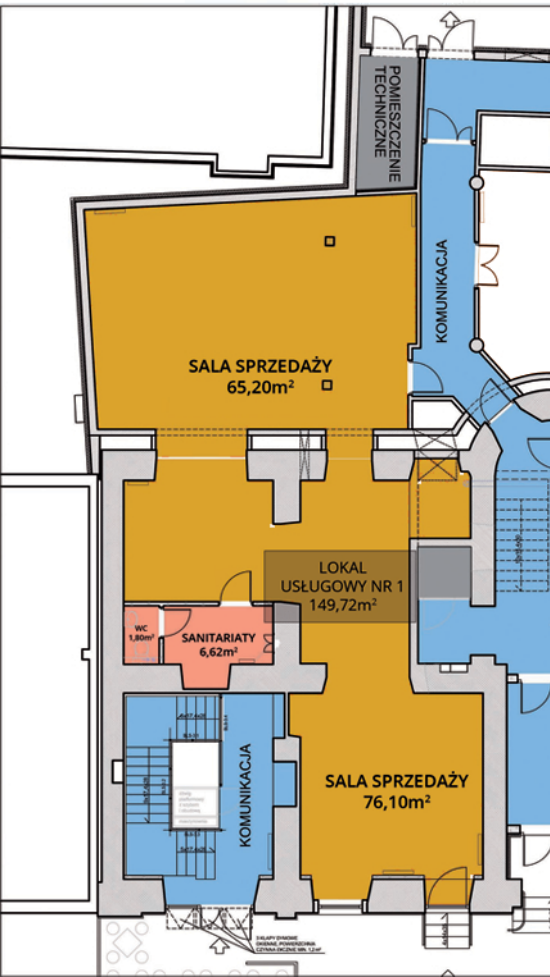 POMIESZCZENIE
TECHNICZNE
KOMUNIKACJA
SALA SPRZEDAŻY
65,20m²
LOKAL
USŁUGOWY NR 1
149,72m²
WC
1,80m²
SANITARIATY
6,62m²
KOMUNIKACJA
SALA SPRZEDAŻY
76,10m²